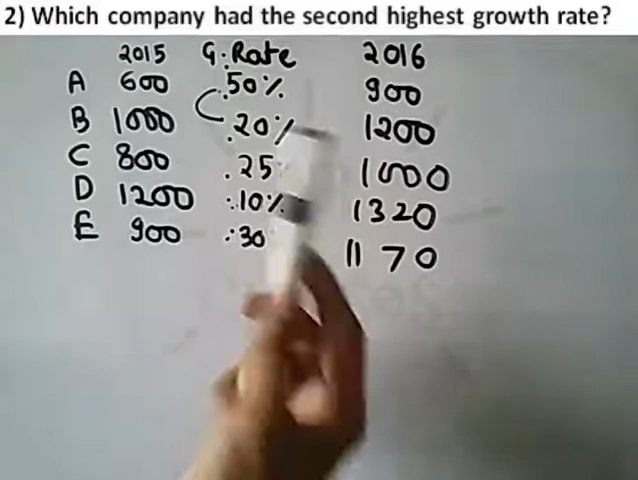 2) Which company had the second highest growth rate?
2015 G.Rate 2016
A 600 50% 900
B 1000 20% 1200
C 800 25 1000
D 1200 10% 1320
E 900 30 1170